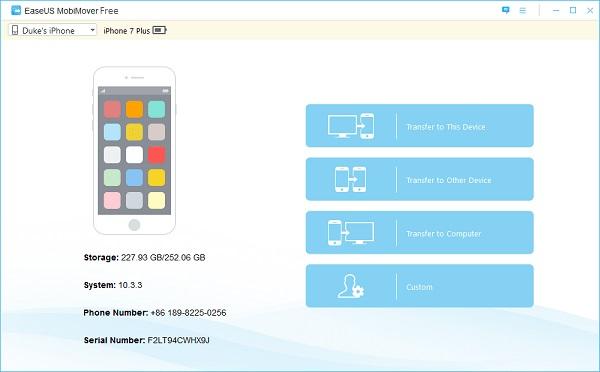 EaseUS MobiMover Free
Duke's iPhone
iPhone 7 Plus
Transfer to This Device
Transfer to Other Device
Transfer to Computer
Custom
Storage: 227.93 GB/252.06 GB
System: 10.3.3
Phone Number: +86 189-8225-0256
Serial Number: F2LT94CWHX9J